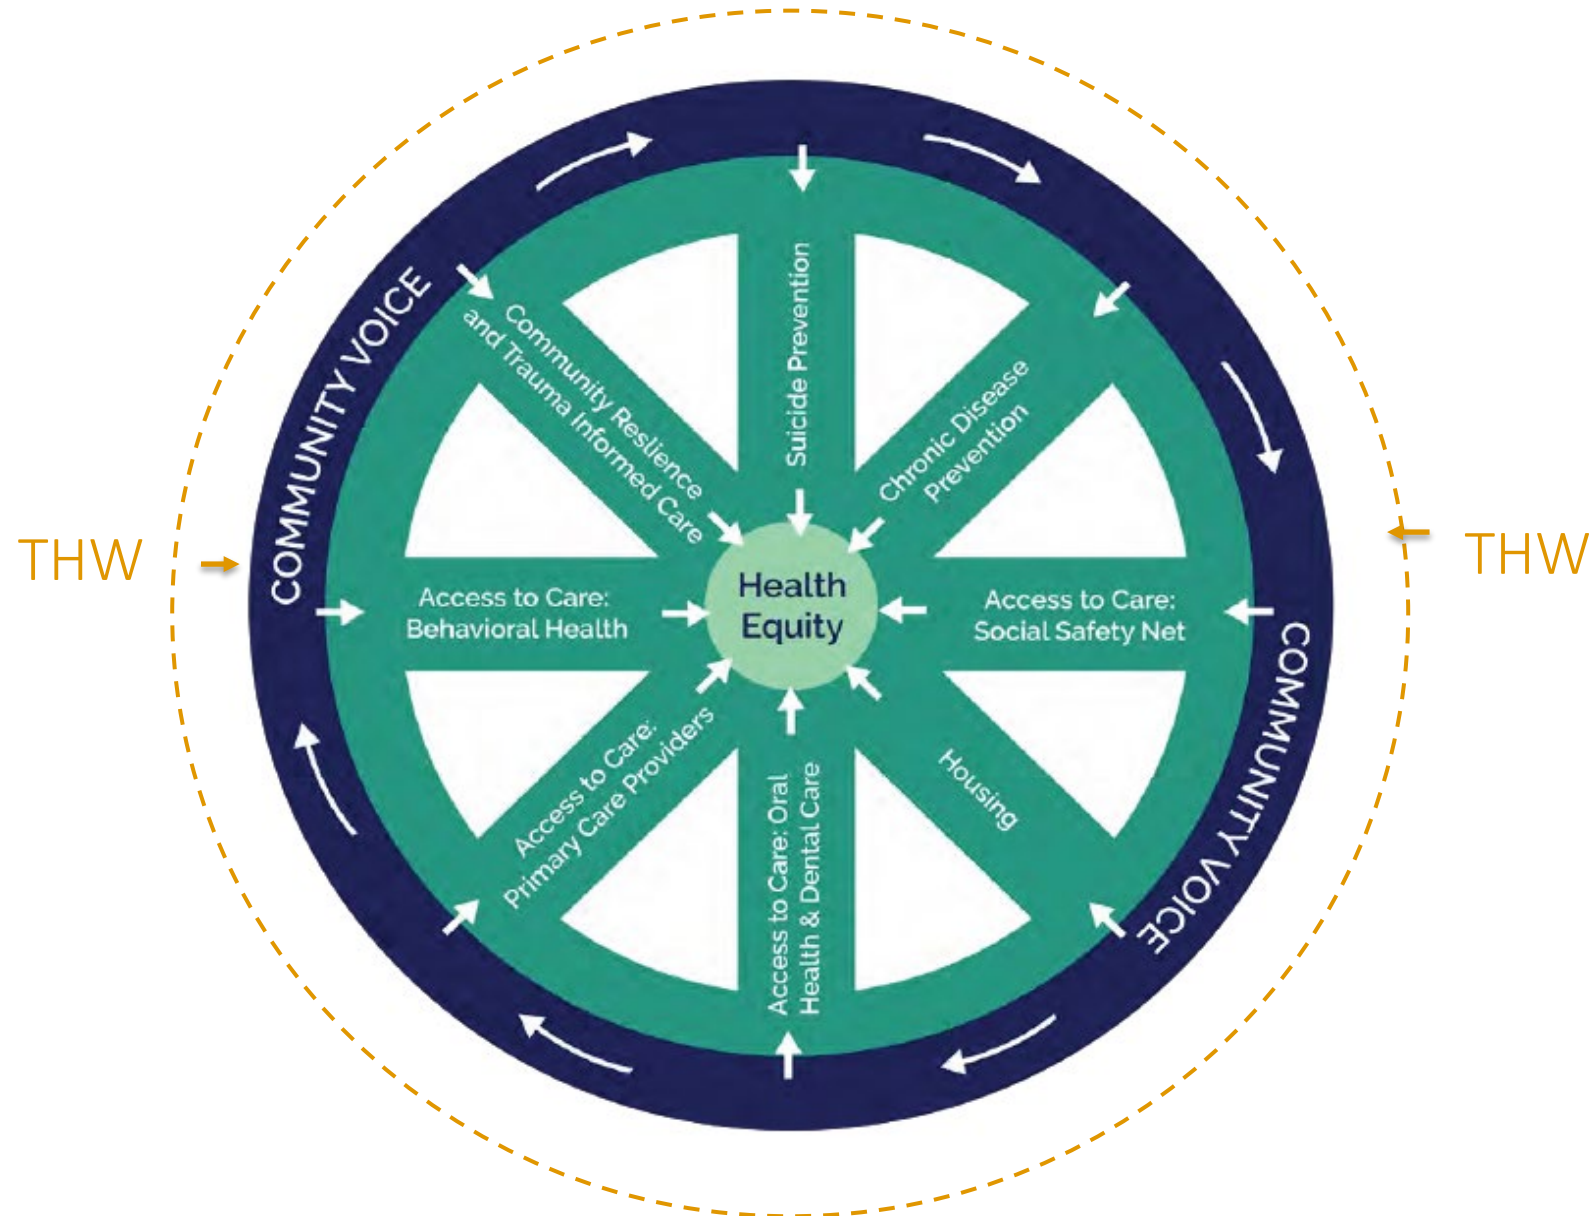 COMMUNITY VOICE
Suicide Prevention
Chronic Disease
Prevention
Access to Care:
Social Safety Net
Housing
Access to Care: Oral
Health & Dental Care
Access to Care:
Primary Care Providers
Access to Care:
Behavioral Health
Community Reslience
and Trauma Informed Care
Health
Equity
COMMUNITY VOICE
THW
THW